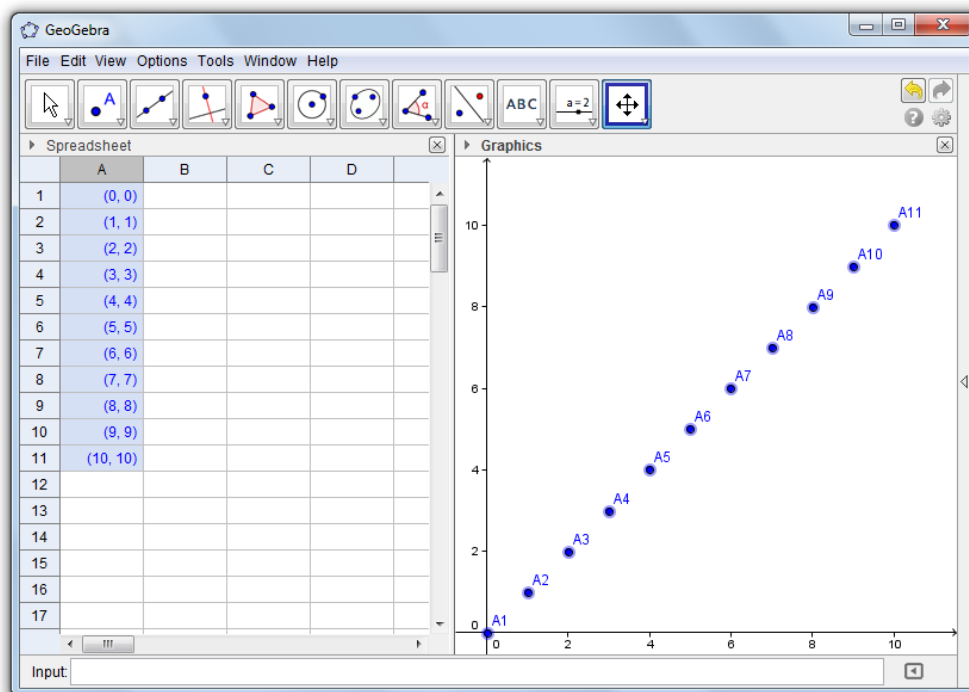 GeoGebra
File Edit View Options Tools Window Help
A
α
ABC
a=2
Spreadsheet
A B C D
1 (0, 0)
2 (1, 1)
3 (2, 2)
4 (3, 3)
5 (4, 4)
6 (5, 5)
7 (6, 6)
8 (7, 7)
9 (8, 8)
10 (9, 9)
11 (10, 10)
12
13
14
15
16
17
Graphics
A11
10
A10
A9
8
A8
A7
6
A6
A5
4
A4
A3
2
A2
A1
0
0 2 4 6 8 10
Input: